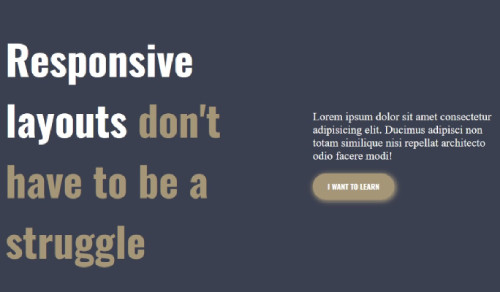 Responsive
layouts don't
have to be a
struggle
Lorem ipsum dolor sit amet consectetur
adipisicing elit. Ducimus adipisci non
totam similique nisi repellat architecto
odio facere modi!
I WANT TO LEARN